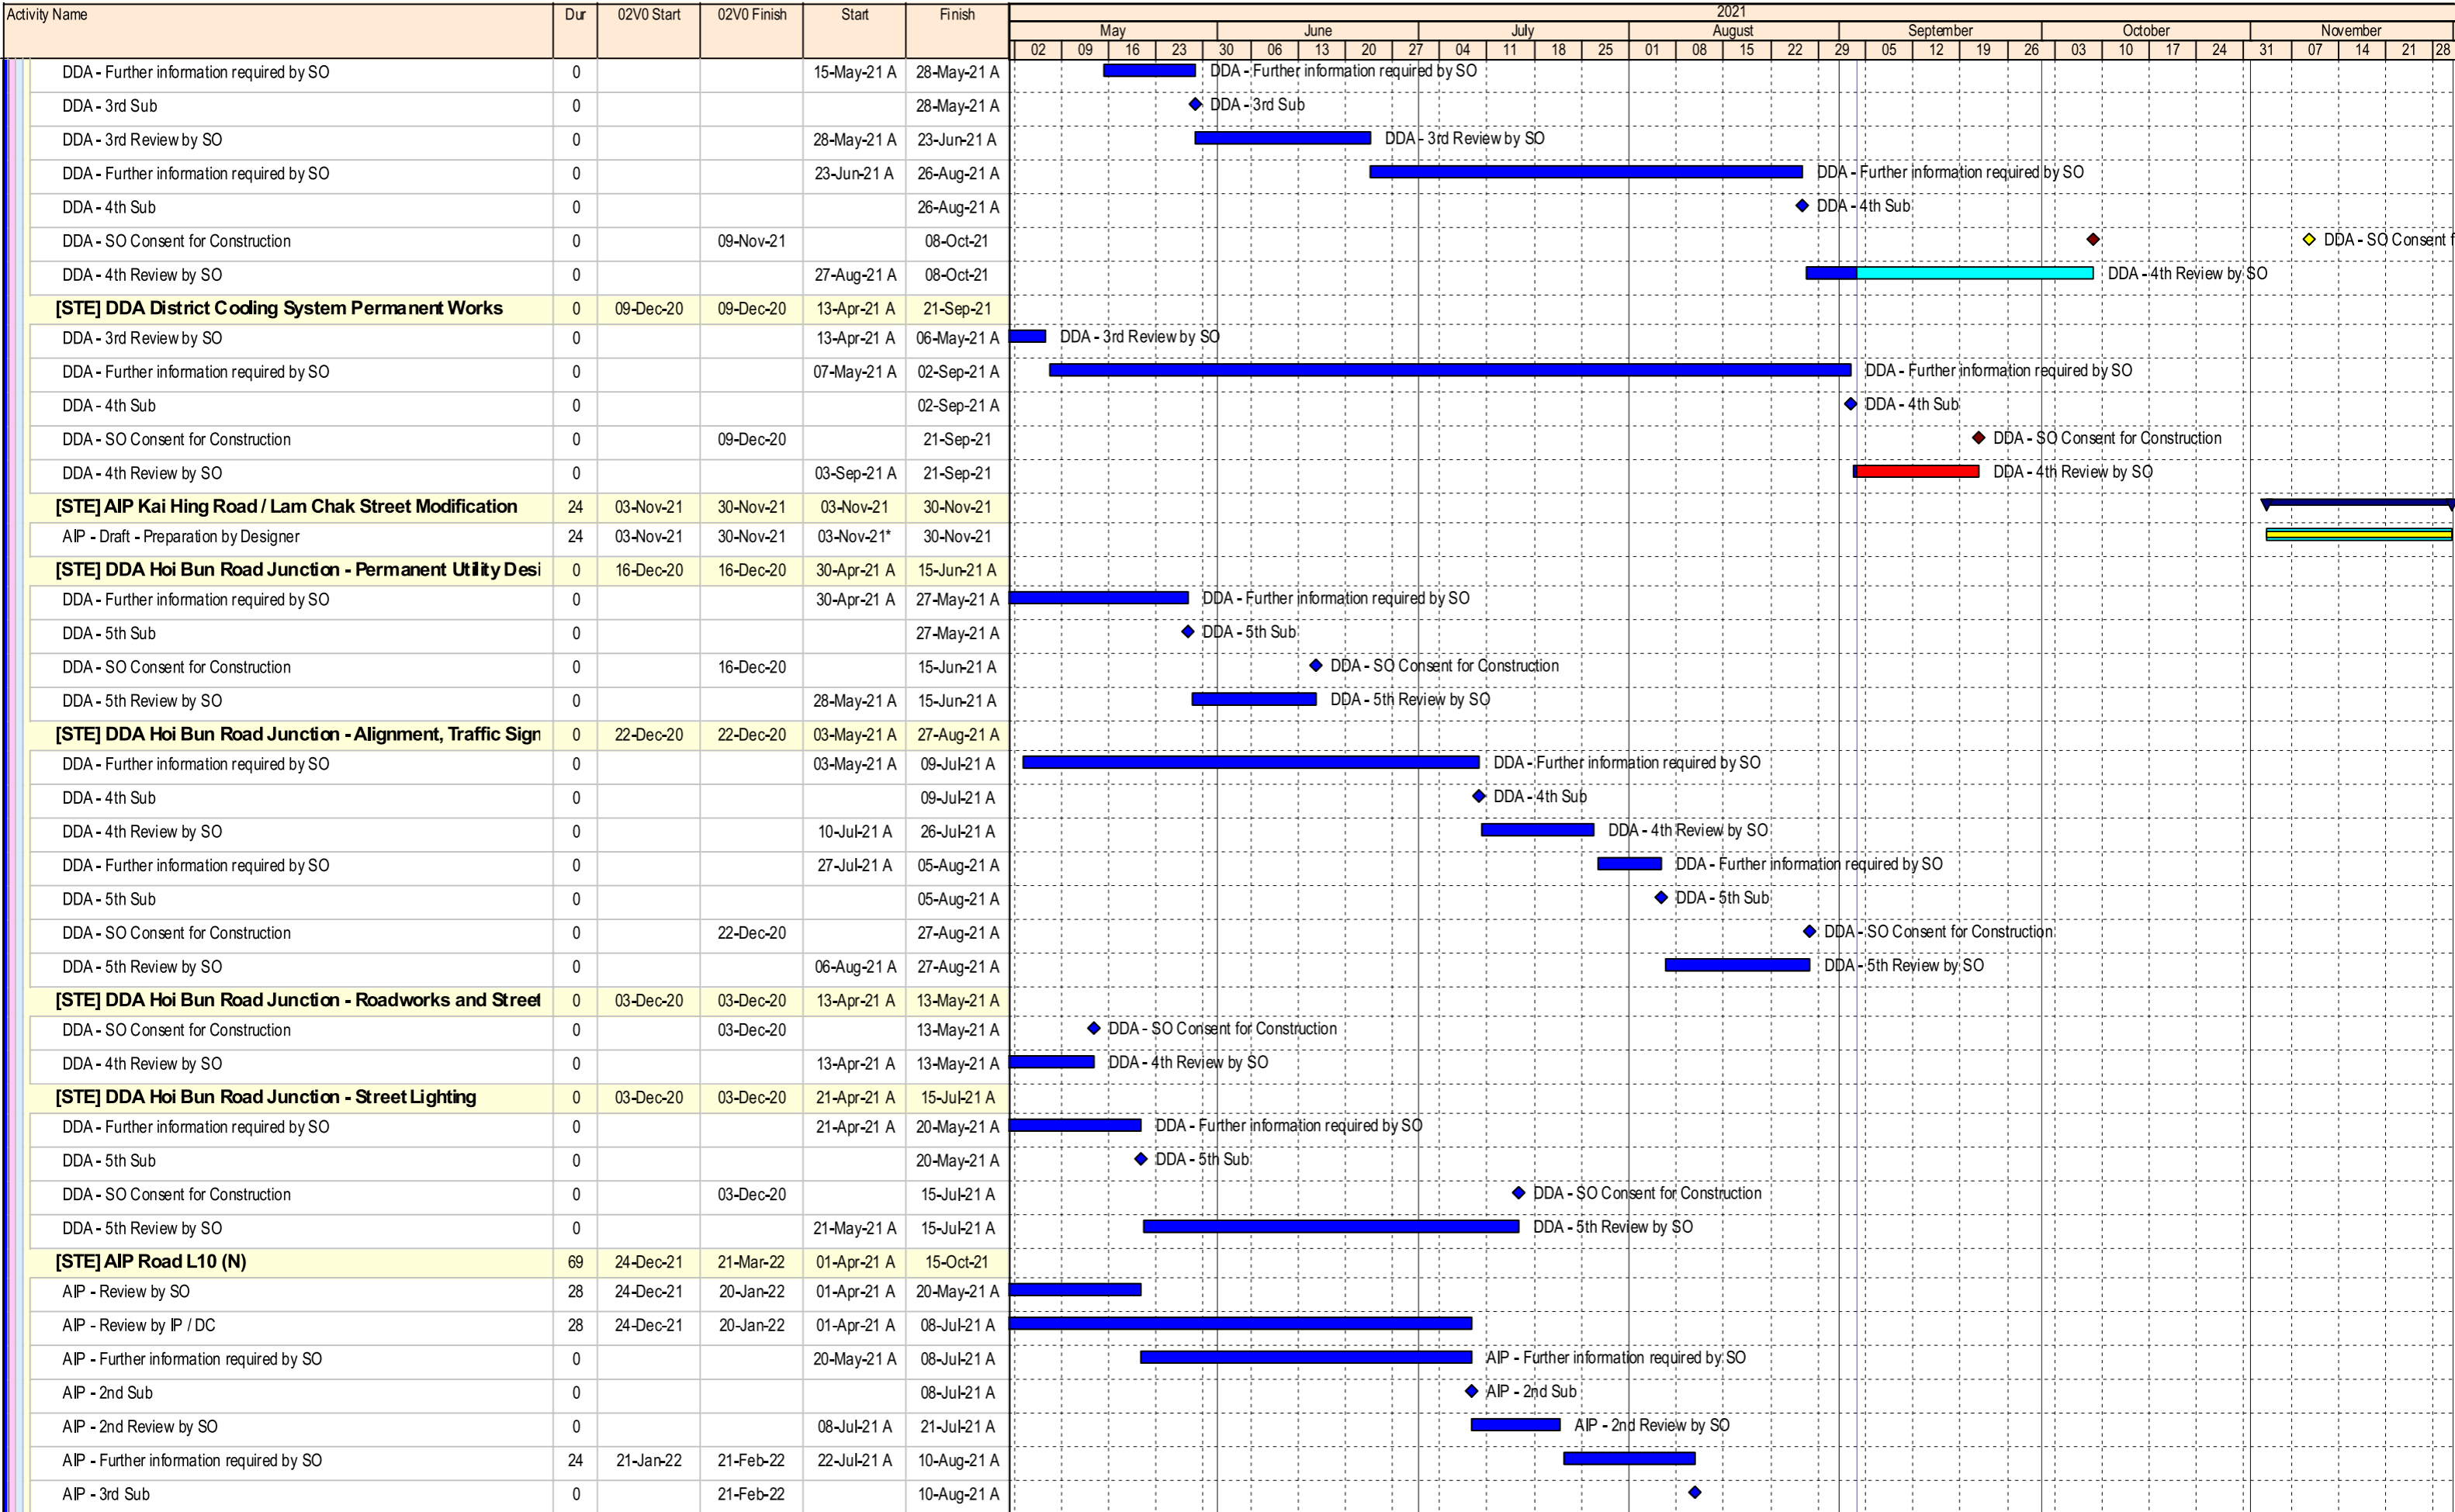 Activity Name Dur 02V0 Start 02V0 Finish Start Finish 2021
May June July August September October November
02 09 16 23 30 06 13 20 27 04 11 18 25 01 08 15 22 29 05 12 19 26 03 10 17 24 31 07 14 21 28
DDA - Further information required by SO 0 15-May-21 A 28-May-21 A DDA - Further information required by SO
DDA - 3rd Sub 0 28-May-21 A DDA - 3rd Sub
DDA - 3rd Review by SO 0 28-May-21 A 23-Jun-21 A DDA - 3rd Review by SO
DDA - Further information required by SO 0 23-Jun-21 A 26-Aug-21 A DDA - Further information required by SO
DDA - 4th Sub 0 26-Aug-21 A DDA - 4th Sub
DDA - SO Consent for Construction 0 09-Nov-21 08-Oct-21 DDA - SO Consent f
DDA - 4th Review by SO 0 27-Aug-21 A 08-Oct-21 DDA - 4th Review by SO
[STE] DDA District Cooling System Permanent Works 0 09-Dec-20 09-Dec-20 13-Apr-21 A 21-Sep-21
DDA - 3rd Review by SO 0 13-Apr-21 A 06-May-21 A DDA - 3rd Review by SO
DDA - Further information required by SO 0 07-May-21 A 02-Sep-21 A DDA - Further information required by SO
DDA - 4th Sub 0 02-Sep-21 A DDA - 4th Sub
DDA - SO Consent for Construction 0 09-Dec-20 21-Sep-21 DDA - SO Consent for Construction
DDA - 4th Review by SO 0 03-Sep-21 A 21-Sep-21 DDA - 4th Review by SO
[STE] AIP Kai Hing Road / Lam Chak Street Modification 24 03-Nov-21 30-Nov-21 03-Nov-21 30-Nov-21
AIP - Draft - Preparation by Designer 24 03-Nov-21 30-Nov-21 03-Nov-21* 30-Nov-21
[STE] DDA Hoi Bun Road Junction - Permanent Utility Desi 0 16-Dec-20 16-Dec-20 30-Apr-21 A 15-Jun-21 A
DDA - Further information required by SO 0 30-Apr-21 A 27-May-21 A DDA - Further information required by SO
DDA - 5th Sub 0 27-May-21 A DDA - 5th Sub
DDA - SO Consent for Construction 0 16-Dec-20 15-Jun-21 A DDA - SO Consent for Construction
DDA - 5th Review by SO 0 28-May-21 A 15-Jun-21 A DDA - 5th Review by SO
[STE] DDA Hoi Bun Road Junction - Alignment, Traffic Sign 0 22-Dec-20 22-Dec-20 03-May-21 A 27-Aug-21 A
DDA - Further information required by SO 0 03-May-21 A 09-Jul-21 A DDA - Further information required by SO
DDA - 4th Sub 0 09-Jul-21 A DDA - 4th Sub
DDA - 4th Review by SO 0 10-Jul-21 A 26-Jul-21 A DDA - 4th Review by SO
DDA - Further information required by SO 0 27-Jul-21 A 05-Aug-21 A DDA - Further information required by SO
DDA - 5th Sub 0 05-Aug-21 A DDA - 5th Sub
DDA - SO Consent for Construction 0 22-Dec-20 27-Aug-21 A DDA - SO Consent for Construction
DDA - 5th Review by SO 0 06-Aug-21 A 27-Aug-21 A DDA - 5th Review by SO
[STE] DDA Hoi Bun Road Junction - Roadworks and Street 0 03-Dec-20 03-Dec-20 13-Apr-21 A 13-May-21 A
DDA - SO Consent for Construction 0 03-Dec-20 13-May-21 A DDA - SO Consent for Construction
DDA - 4th Review by SO 0 13-Apr-21 A 13-May-21 A DDA - 4th Review by SO
[STE] DDA Hoi Bun Road Junction - Street Lighting 0 03-Dec-20 03-Dec-20 21-Apr-21 A 15-Jul-21 A
DDA - Further information required by SO 0 21-Apr-21 A 20-May-21 A DDA - Further information required by SO
DDA - 5th Sub 0 20-May-21 A DDA - 5th Sub
DDA - SO Consent for Construction 0 03-Dec-20 15-Jul-21 A DDA - SO Consent for Construction
DDA - 5th Review by SO 0 21-May-21 A 15-Jul-21 A DDA - 5th Review by SO
[STE] AIP Road L10 (N) 69 24-Dec-21 21-Mar-22 01-Apr-21 A 15-Oct-21
AIP - Review by SO 28 24-Dec-21 20-Jan-22 01-Apr-21 A 20-May-21 A
AIP - Review by IP / DC 28 24-Dec-21 20-Jan-22 01-Apr-21 A 08-Jul-21 A
AIP - Further information required by SO 0 20-May-21 A 08-Jul-21 A AIP - Further information required by SO
AIP - 2nd Sub 0 08-Jul-21 A AIP - 2nd Sub
AIP - 2nd Review by SO 0 08-Jul-21 A 21-Jul-21 A AIP - 2nd Review by SO
AIP - Further information required by SO 24 21-Jan-22 21-Feb-22 22-Jul-21 A 10-Aug-21 A
AIP - 3rd Sub 0 21-Feb-22 10-Aug-21 A